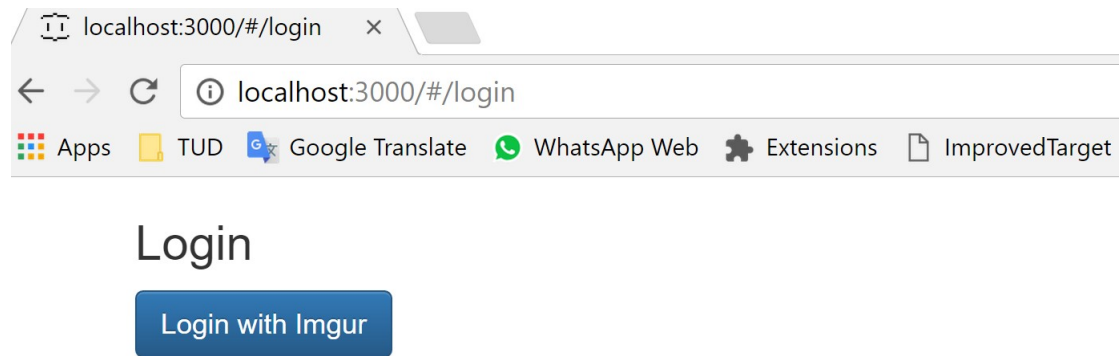 localhost:3000/#/login
localhost:3000/#/login
Apps TUD Google Translate WhatsApp Web Extensions ImprovedTarget
Login
Login with Imgur